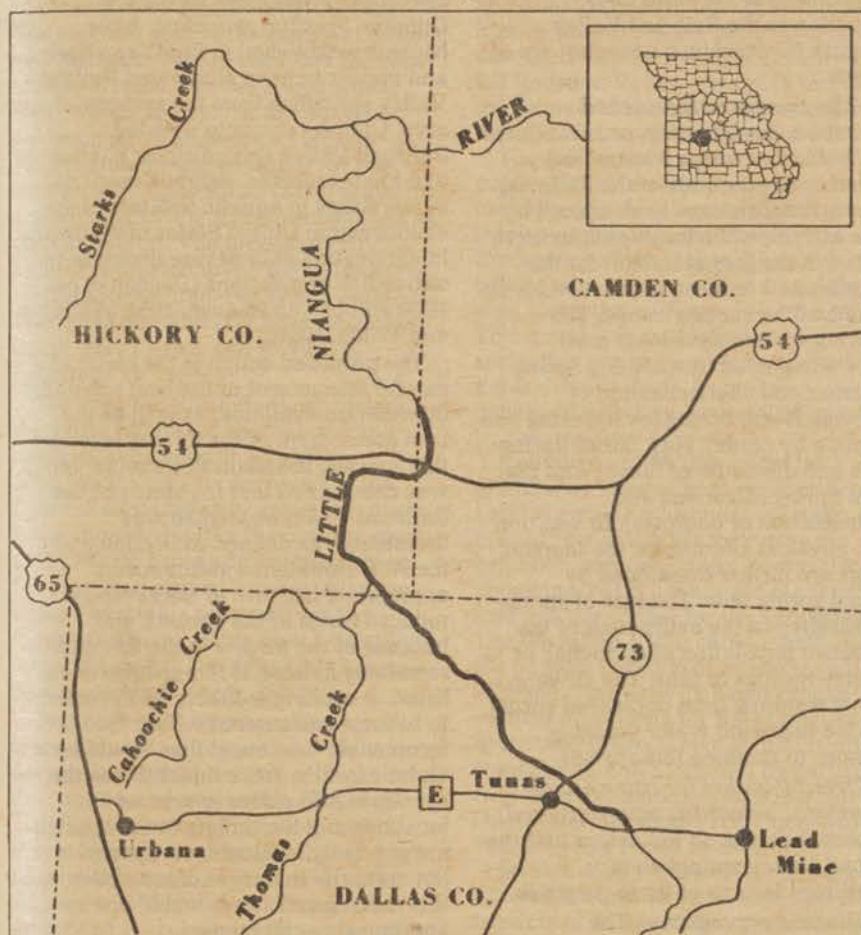 Starks Creek
RIVER
NIANGUA
HICKORY CO.
CAMDEN CO.
54
54
LITTLE
65
Cahoochie Creek
Creek
73
Tunas
E
Urbana
Lead
Mine
Thomas
DALLAS CO.